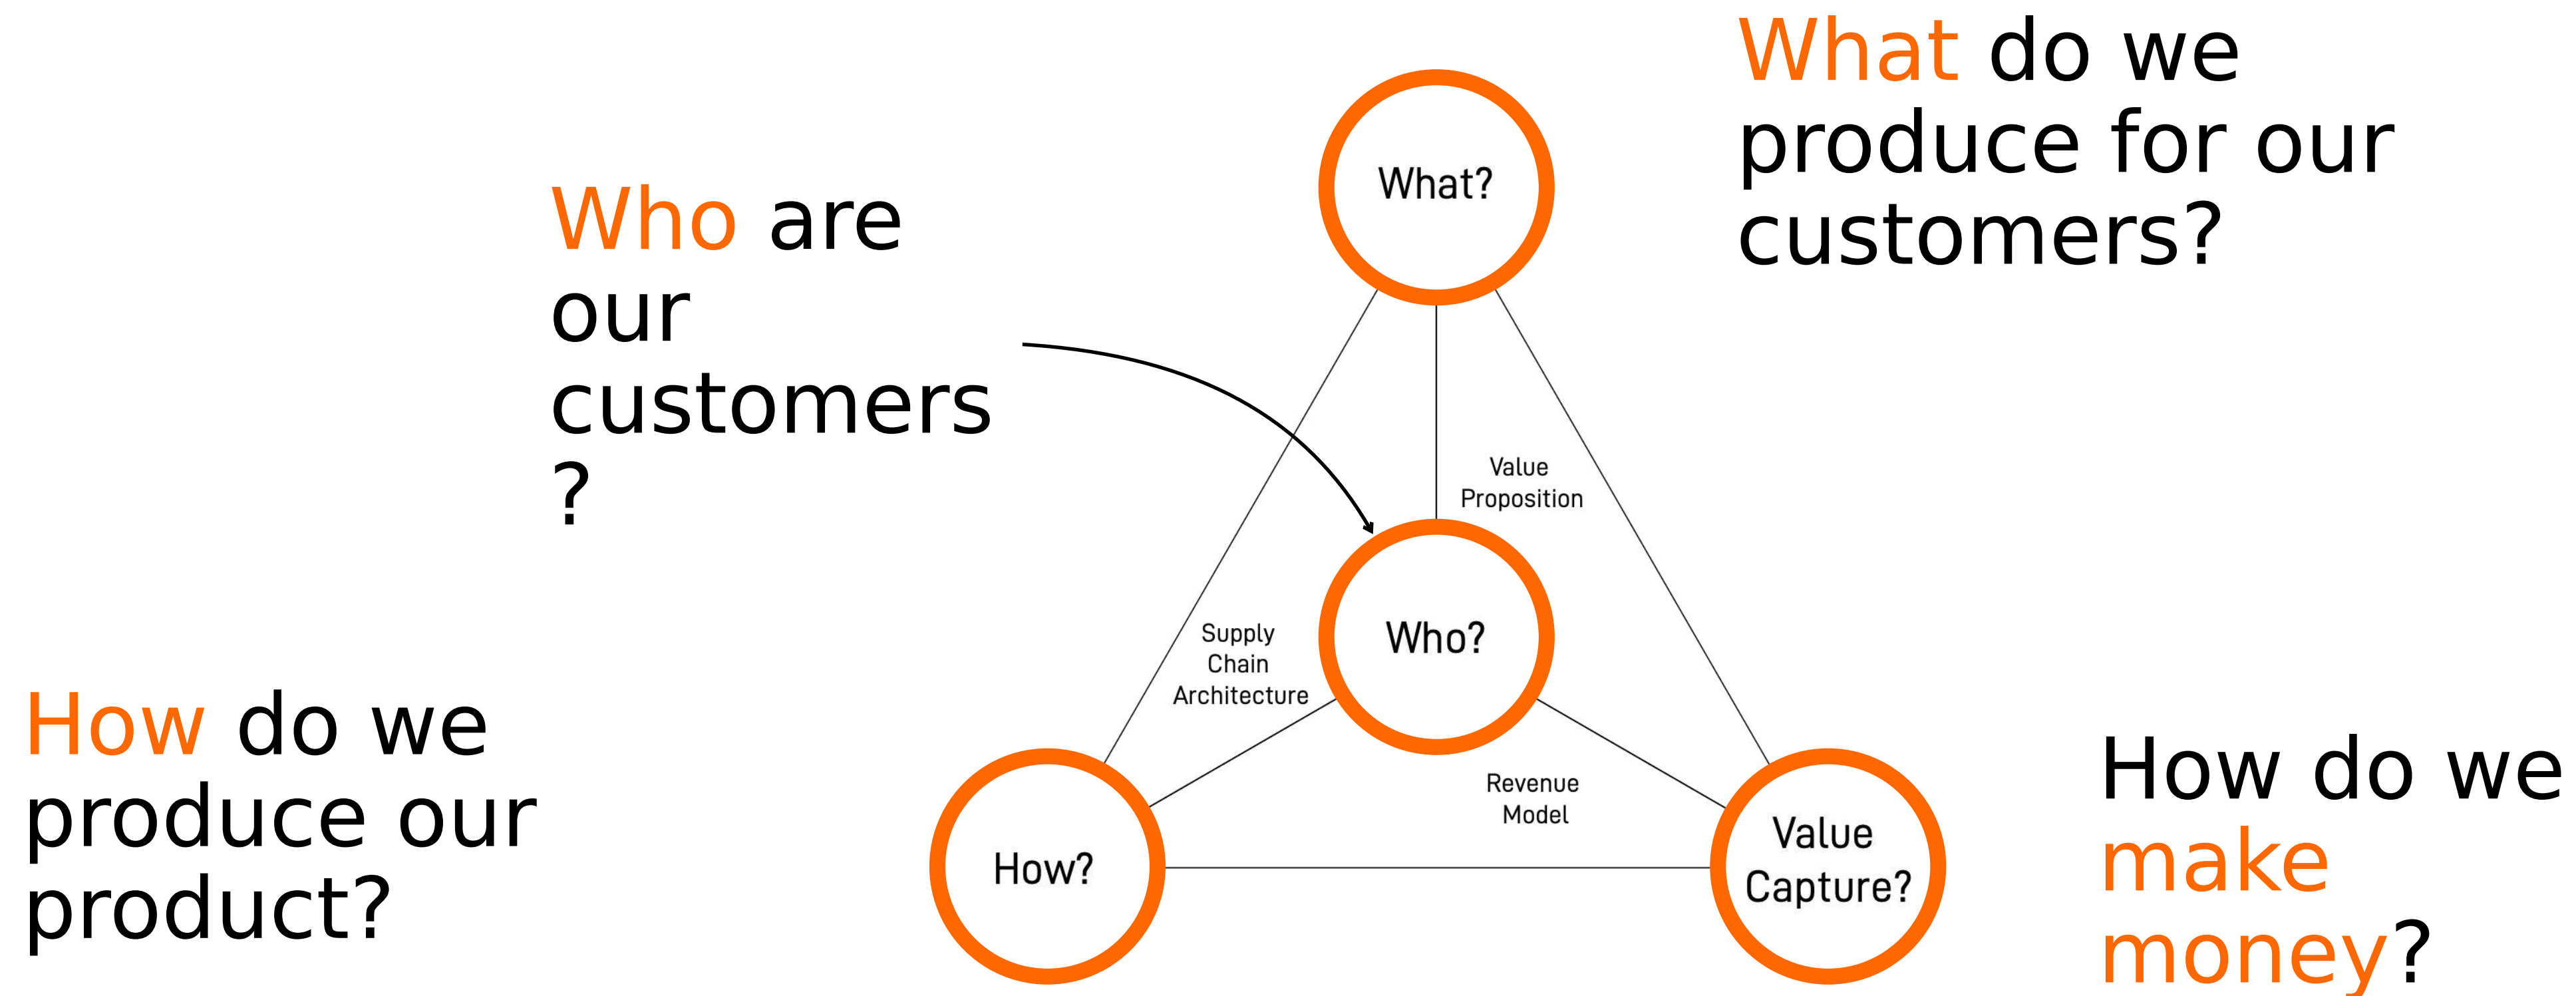 What do we
produce for our
customers?
Who are
our
customers
?
What?
Value
Proposition
Who?
Supply
Chain
Architecture
How do we
produce our
product?
How?
Revenue
Model
Value
Capture?
How do we
make
money?